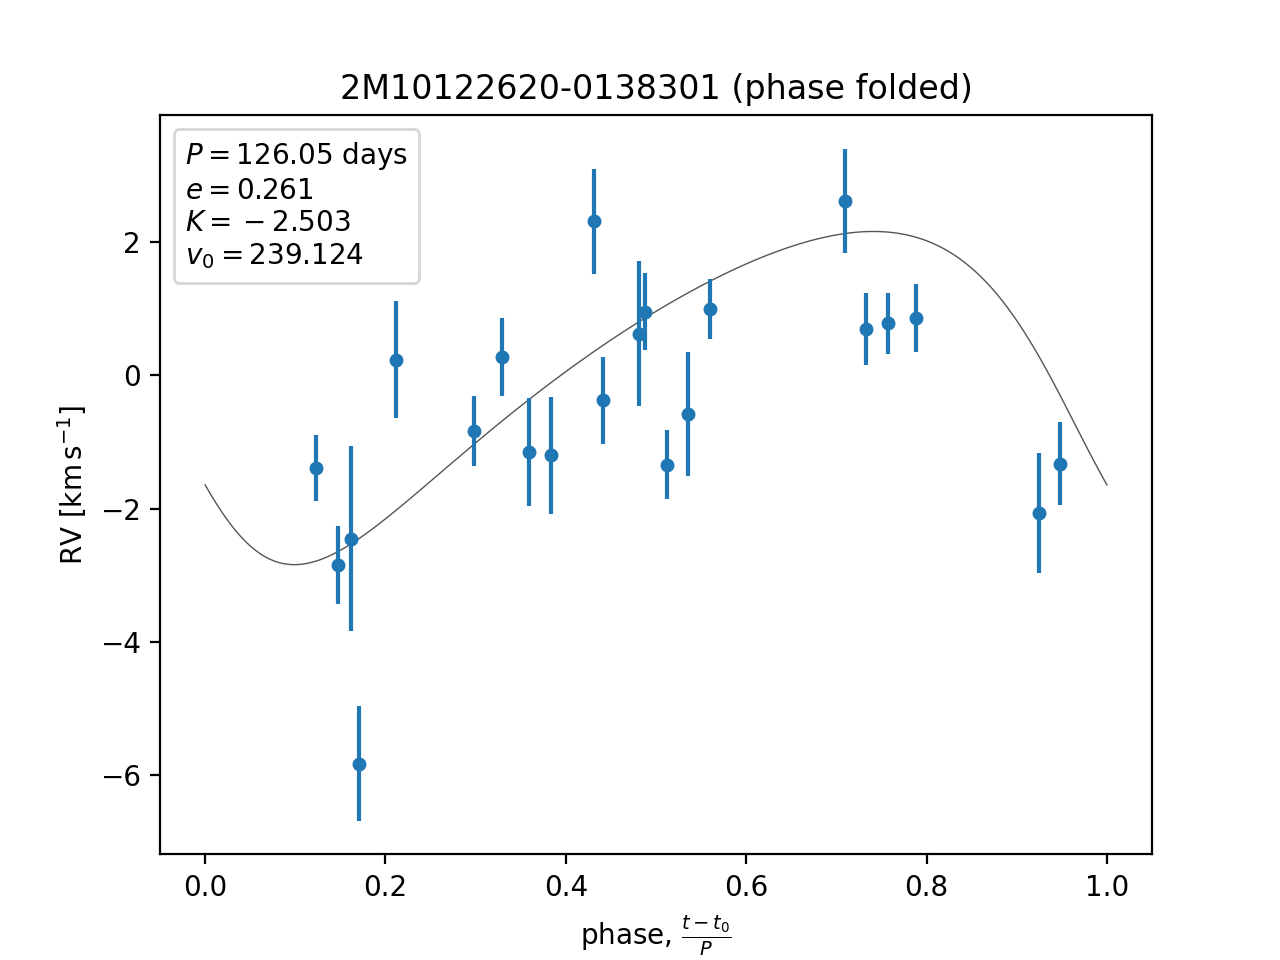 2M10122620-0138301 (phase folded)
P = 126.05 days
e = 0.261
K = −2.503
v₀ = 239.124
2
0
−2
−4
−6
RV [km s⁻¹]
0.0 0.2 0.4 0.6 0.8 1.0
phase, (t − t₀)/P